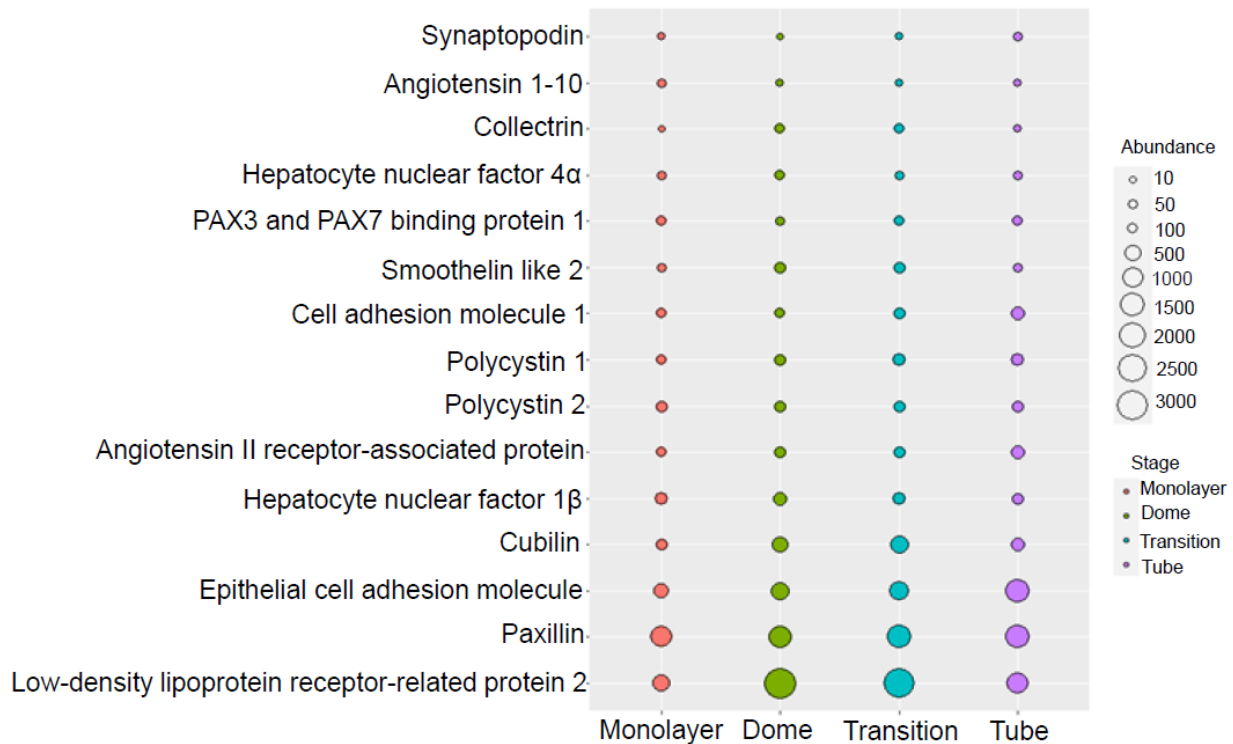 Synaptopodin
Angiotensin 1-10
Collectrin
Hepatocyte nuclear factor 4α
PAX3 and PAX7 binding protein 1
Smoothelin like 2
Cell adhesion molecule 1
Polycystin 1
Polycystin 2
Angiotensin II receptor-associated protein
Hepatocyte nuclear factor 1β
Cubilin
Epithelial cell adhesion molecule
Paxillin
Low-density lipoprotein receptor-related protein 2
Monolayer Dome Transition Tube
Abundance
10
50
100
500
1000
1500
2000
2500
3000
Stage
Monolayer
Dome
Transition
Tube